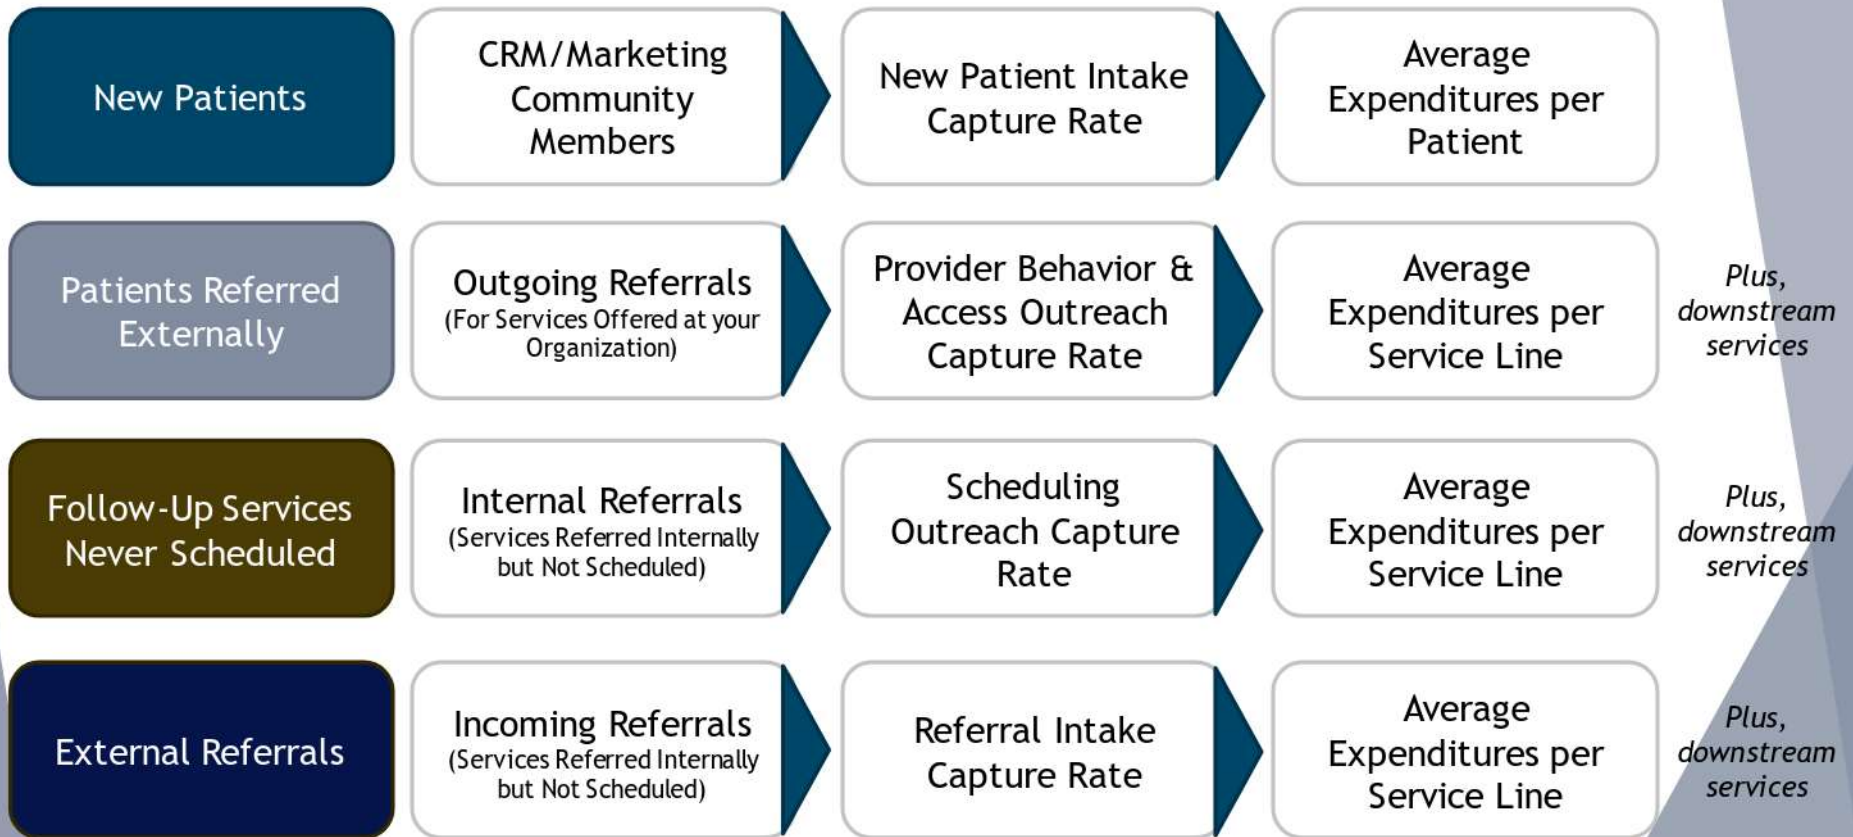 New Patients
CRM/Marketing
Community
Members
New Patient Intake
Capture Rate
Average
Expenditures per
Patient
Patients Referred
Externally
Outgoing Referrals
(For Services Offered at your
Organization)
Provider Behavior &
Access Outreach
Capture Rate
Average
Expenditures per
Service Line
Plus,
downstream
services
Follow-Up Services
Never Scheduled
Internal Referrals
(Services Referred Internally
but Not Scheduled)
Scheduling
Outreach Capture
Rate
Average
Expenditures per
Service Line
Plus,
downstream
services
External Referrals
Incoming Referrals
(Services Referred Internally
but Not Scheduled)
Referral Intake
Capture Rate
Average
Expenditures per
Service Line
Plus,
downstream
services